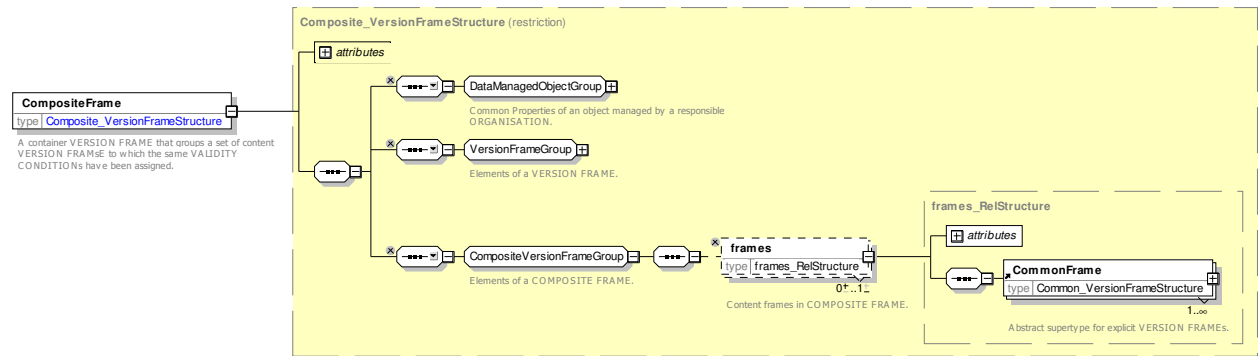 Composite_VersionFrameStructure (restriction)
attributes
DataManagedObjectGroup
Common Properties of an object managed by a responsible
ORGANISATION.
CompositeFrame
type Composite_VersionFrameStructure
A container VERSION FRAME that groups a set of content
VERSION FRAMsE to which the same VALIDITY
CONDITIONs have been assigned.
VersionFrameGroup
Elements of a VERSION FRAME.
CompositeVersionFrameGroup
Elements of a COMPOSITE FRAME.
frames
type frames_RelStructure
0..1
Content frames in COMPOSITE FRAME.
frames_RelStructure
attributes
CommonFrame
type Common_VersionFrameStructure
1..∞
Abstract supertype for explicit VERSION FRAMEs.